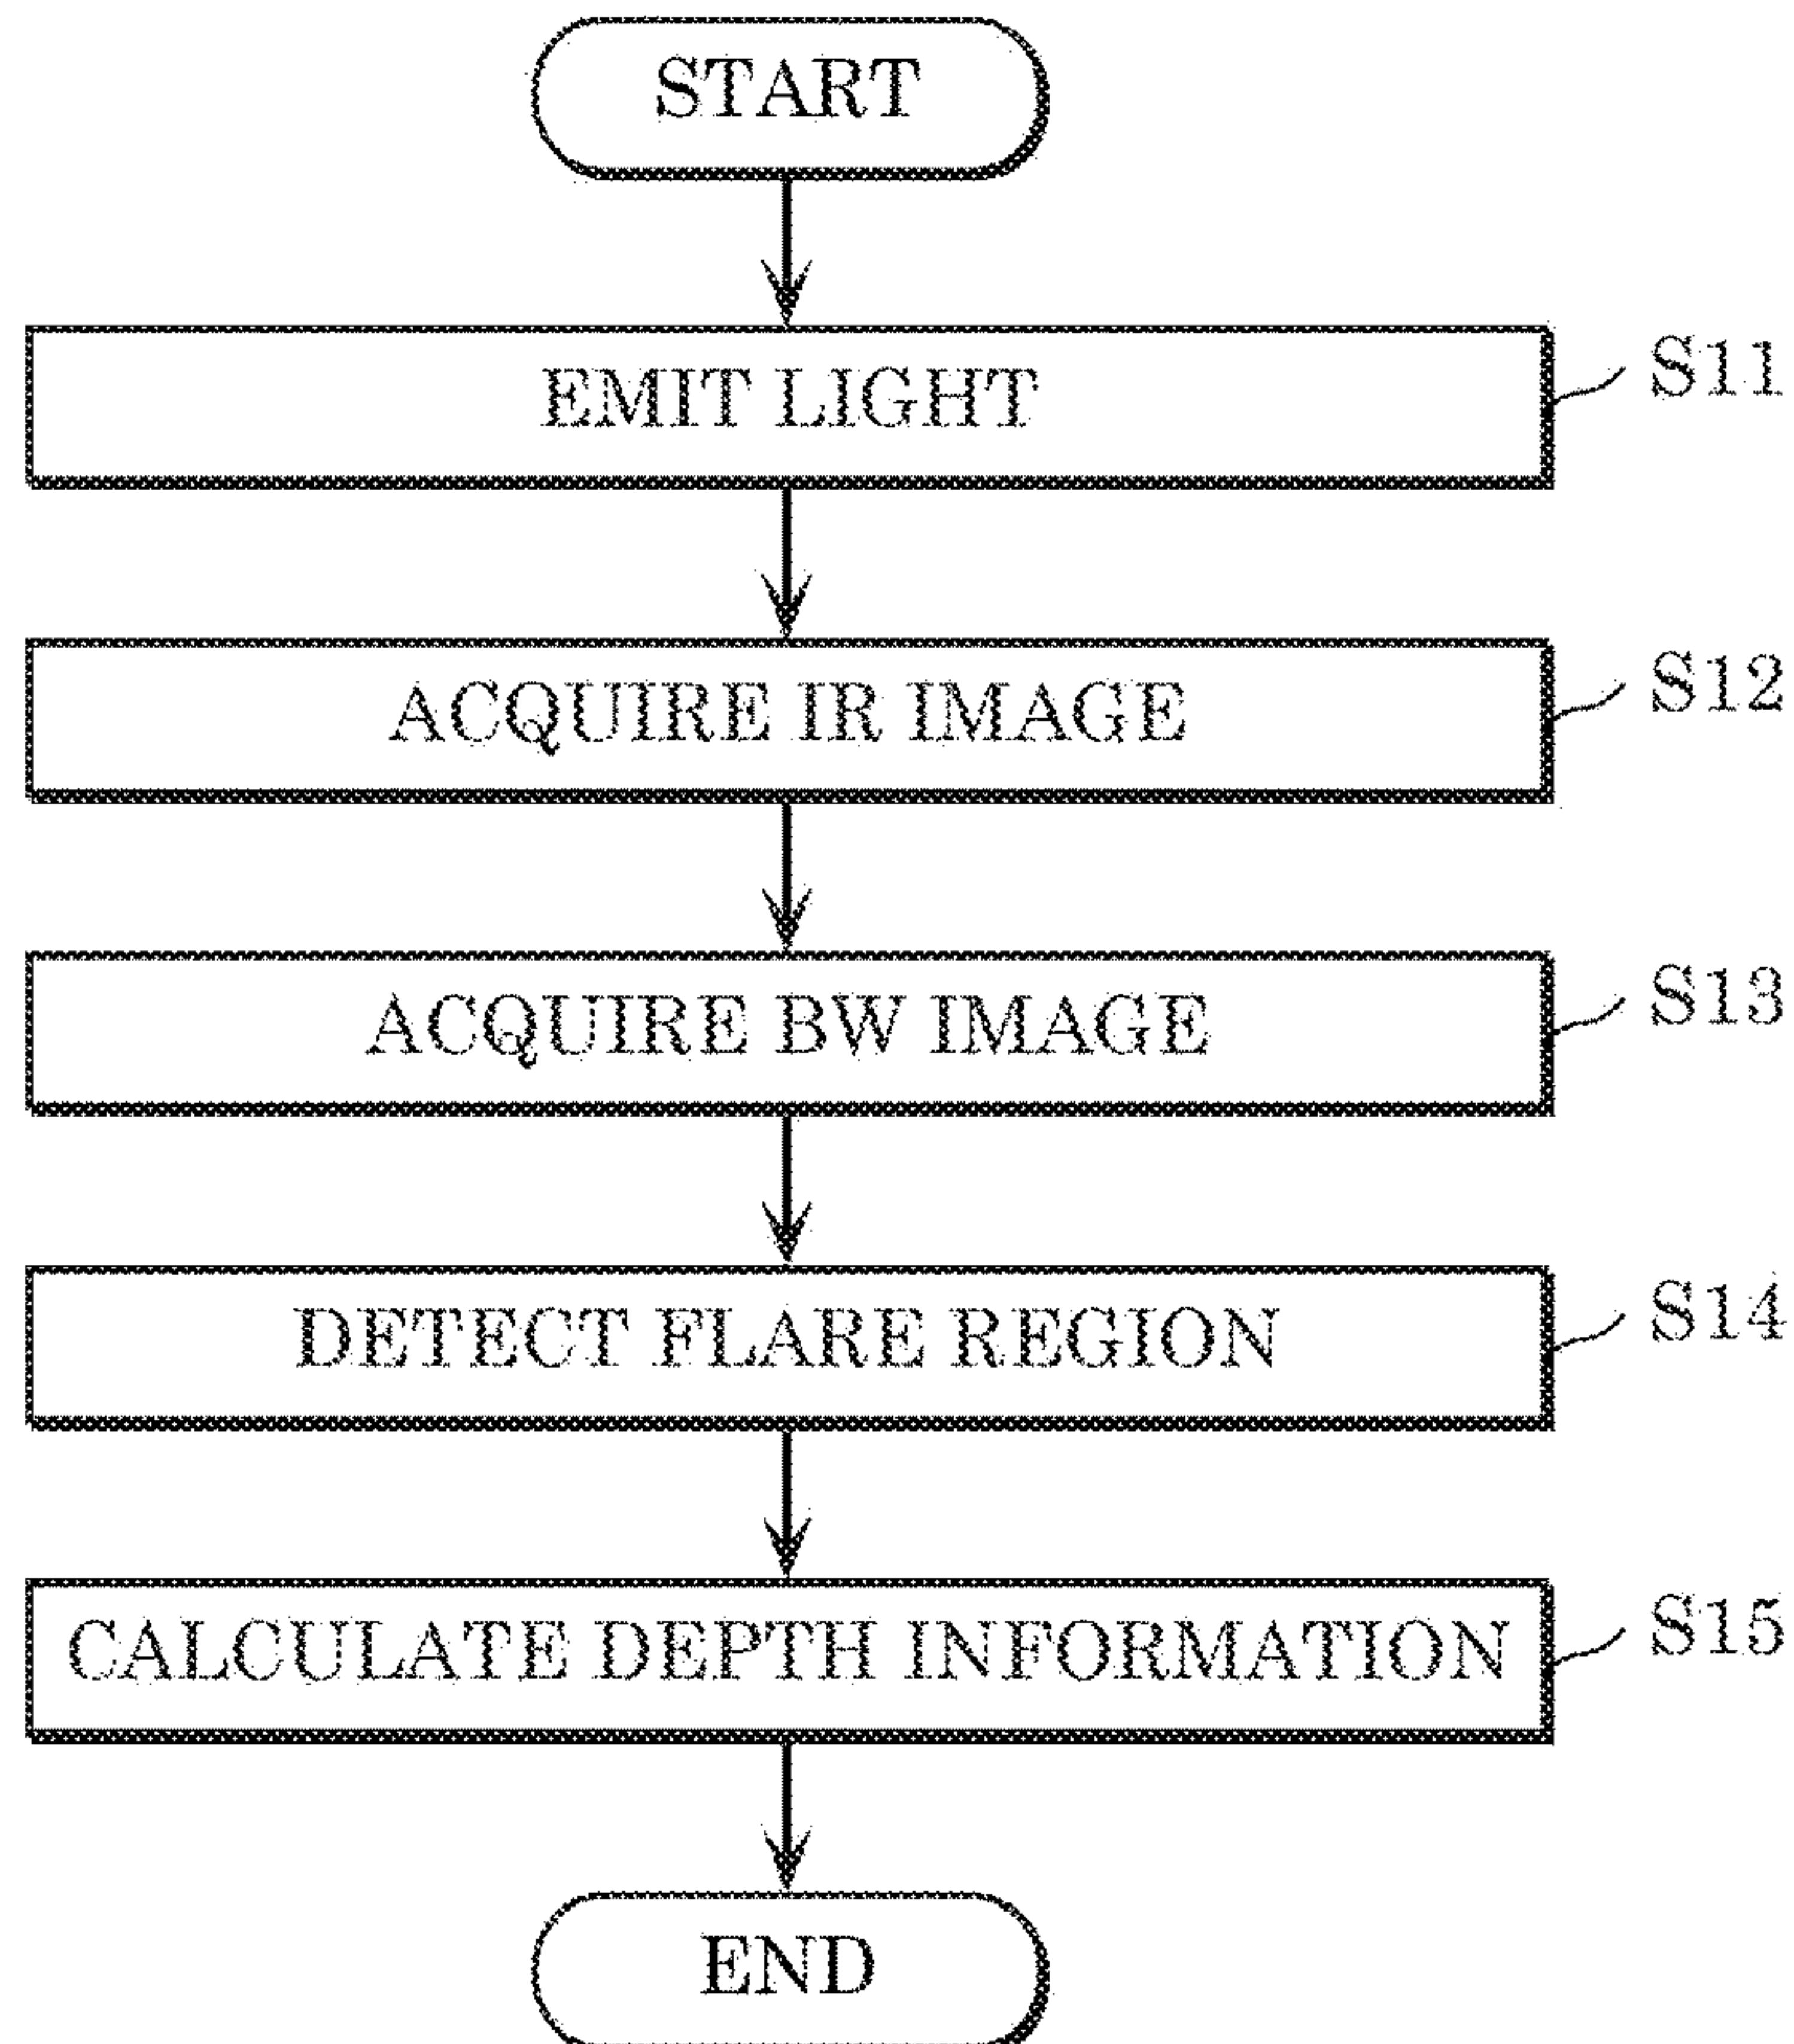 START
EMIT LIGHT S11
ACQUIRE IR IMAGE S12
ACQUIRE BW IMAGE S13
DETECT FLARE REGION S14
CALCULATE DEPTH INFORMATION S15
END